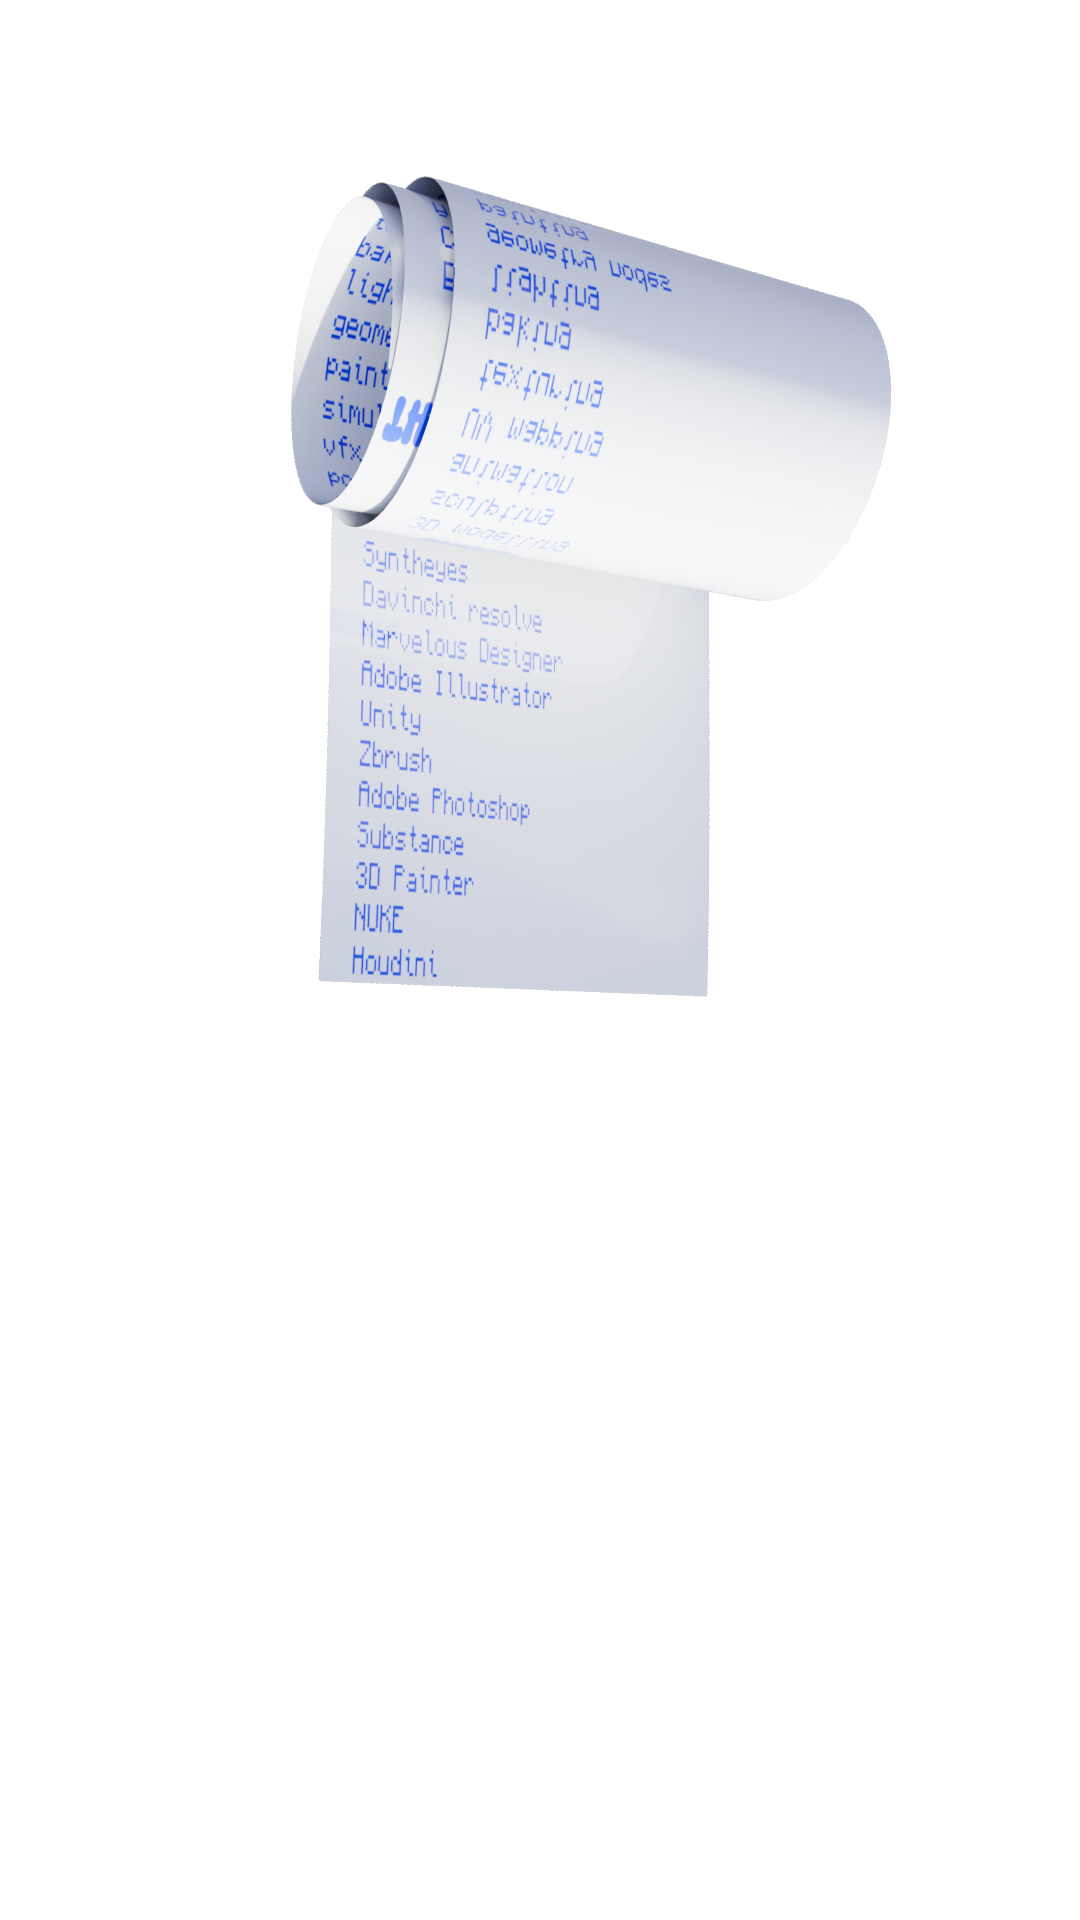 painting
geometry nodes
lighting
baking
texturing
UV mapping
animation
sculpting
3D modelling
Syntheyes
Davinchi resolve
Marvelous Designer
Adobe Illustrator
Unity
Zbrush
Adobe Photoshop
Substance
3D Painter
NUKE
Houdini